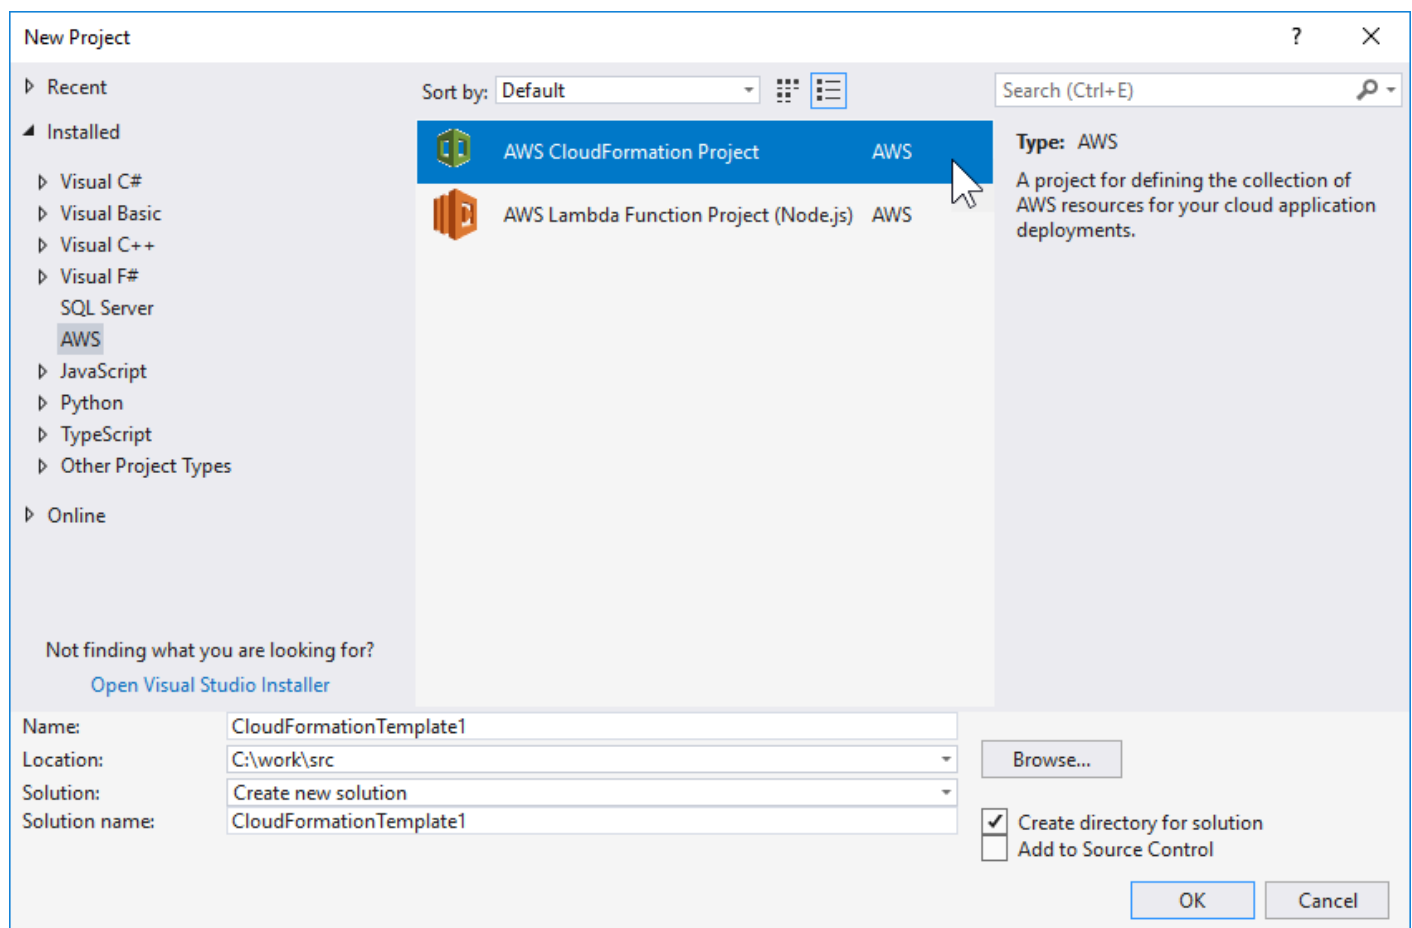 New Project
?
Recent
Installed
Visual C#
Visual Basic
Visual C++
Visual F#
SQL Server
AWS
JavaScript
Python
TypeScript
Other Project Types
Online
Not finding what you are looking for?
Open Visual Studio Installer
Sort by: Default
AWS CloudFormation Project AWS
AWS Lambda Function Project (Node.js) AWS
Search (Ctrl+E)
Type: AWS
A project for defining the collection of
AWS resources for your cloud application
deployments.
Name: CloudFormationTemplate1
Location: C:\work\src
Browse...
Solution: Create new solution
Solution name: CloudFormationTemplate1
Create directory for solution
Add to Source Control
OK Cancel